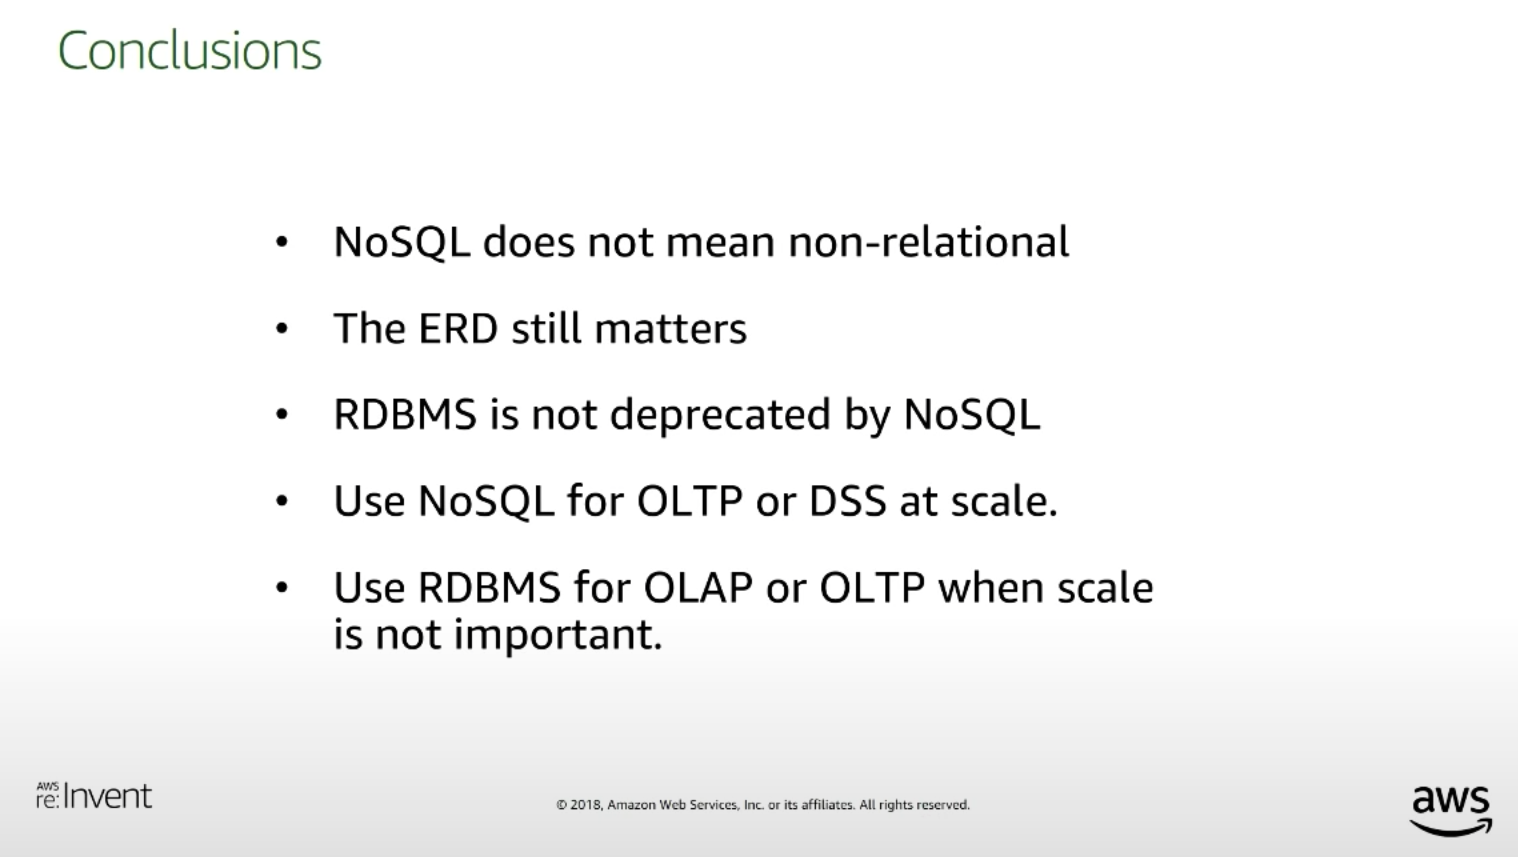 Conclusions
• NoSQL does not mean non-relational
• The ERD still matters
• RDBMS is not deprecated by NoSQL
• Use NoSQL for OLTP or DSS at scale.
• Use RDBMS for OLAP or OLTP when scale
is not important.
AWS
re:Invent
© 2018, Amazon Web Services, Inc. or its affiliates. All rights reserved.
aws